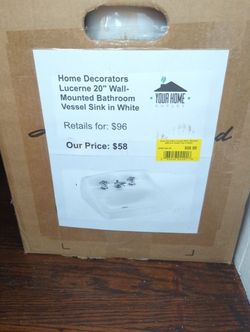 Home Decorators
Lucerne 20" Wall-
Mounted Bathroom
Vessel Sink in White
YOUR HOME
OUTLET
Retails for: $96
Our Price: $58